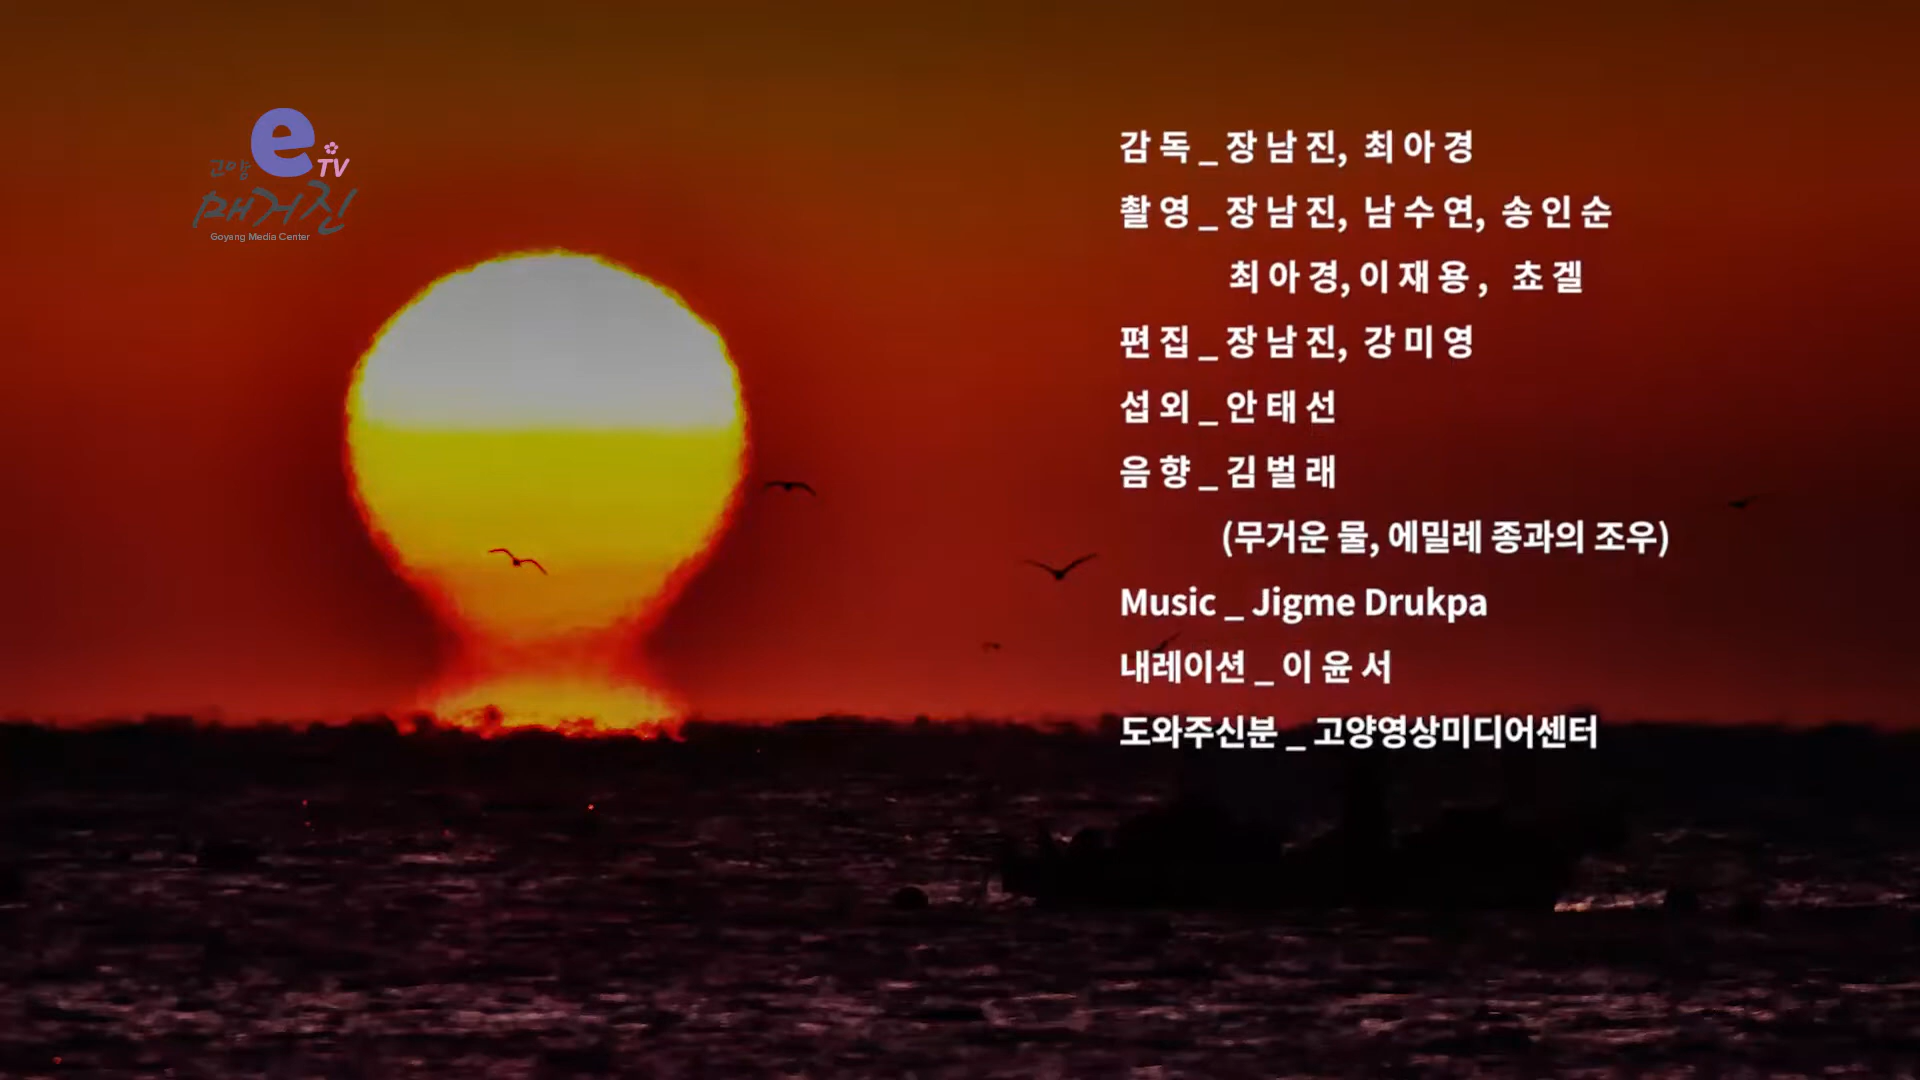 고양 e TV
매거진
Goyang Media Center
감 독 _ 장 남 진, 최 아 경
촬 영 _ 장 남 진, 남 수 연, 송 인 순
최 아 경, 이 재 용 , 쵸 겔
편 집 _ 장 남 진, 강 미 영
섭 외 _ 안 태 선
음 향 _ 김 벌 래
(무거운 물, 에밀레 종과의 조우)
Music _ Jigme Drukpa
내레이션 _ 이 윤 서
도와주신분 _ 고양영상미디어센터